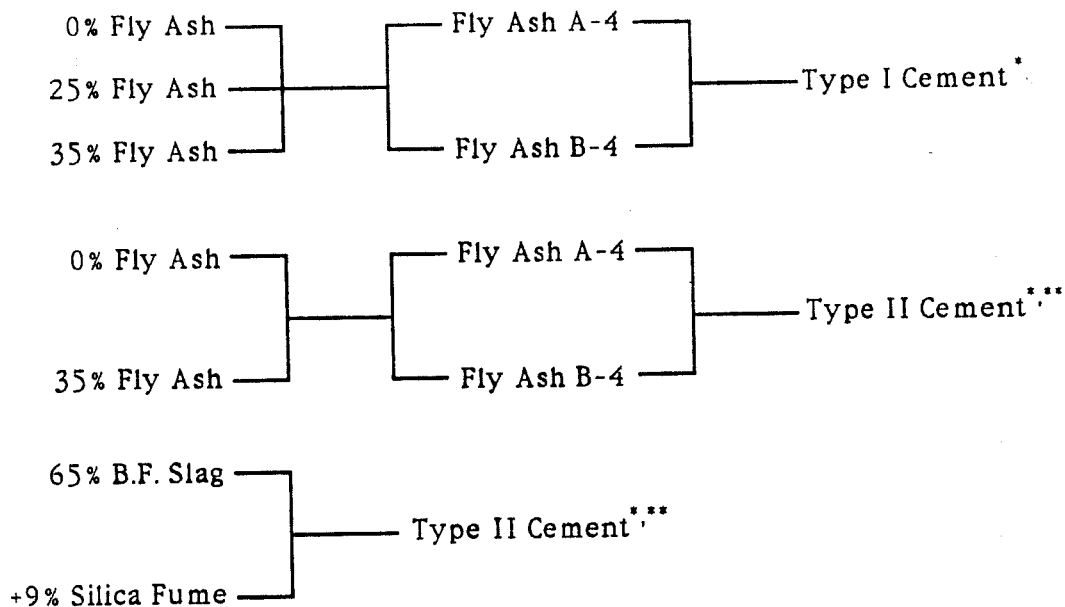 0% Fly Ash
Fly Ash A-4
25% Fly Ash
Type I Cement*
35% Fly Ash
Fly Ash B-4
0% Fly Ash
Fly Ash A-4
Type II Cement*,**
35% Fly Ash
Fly Ash B-4
65% B.F. Slag
Type II Cement*,**
+9% Silica Fume